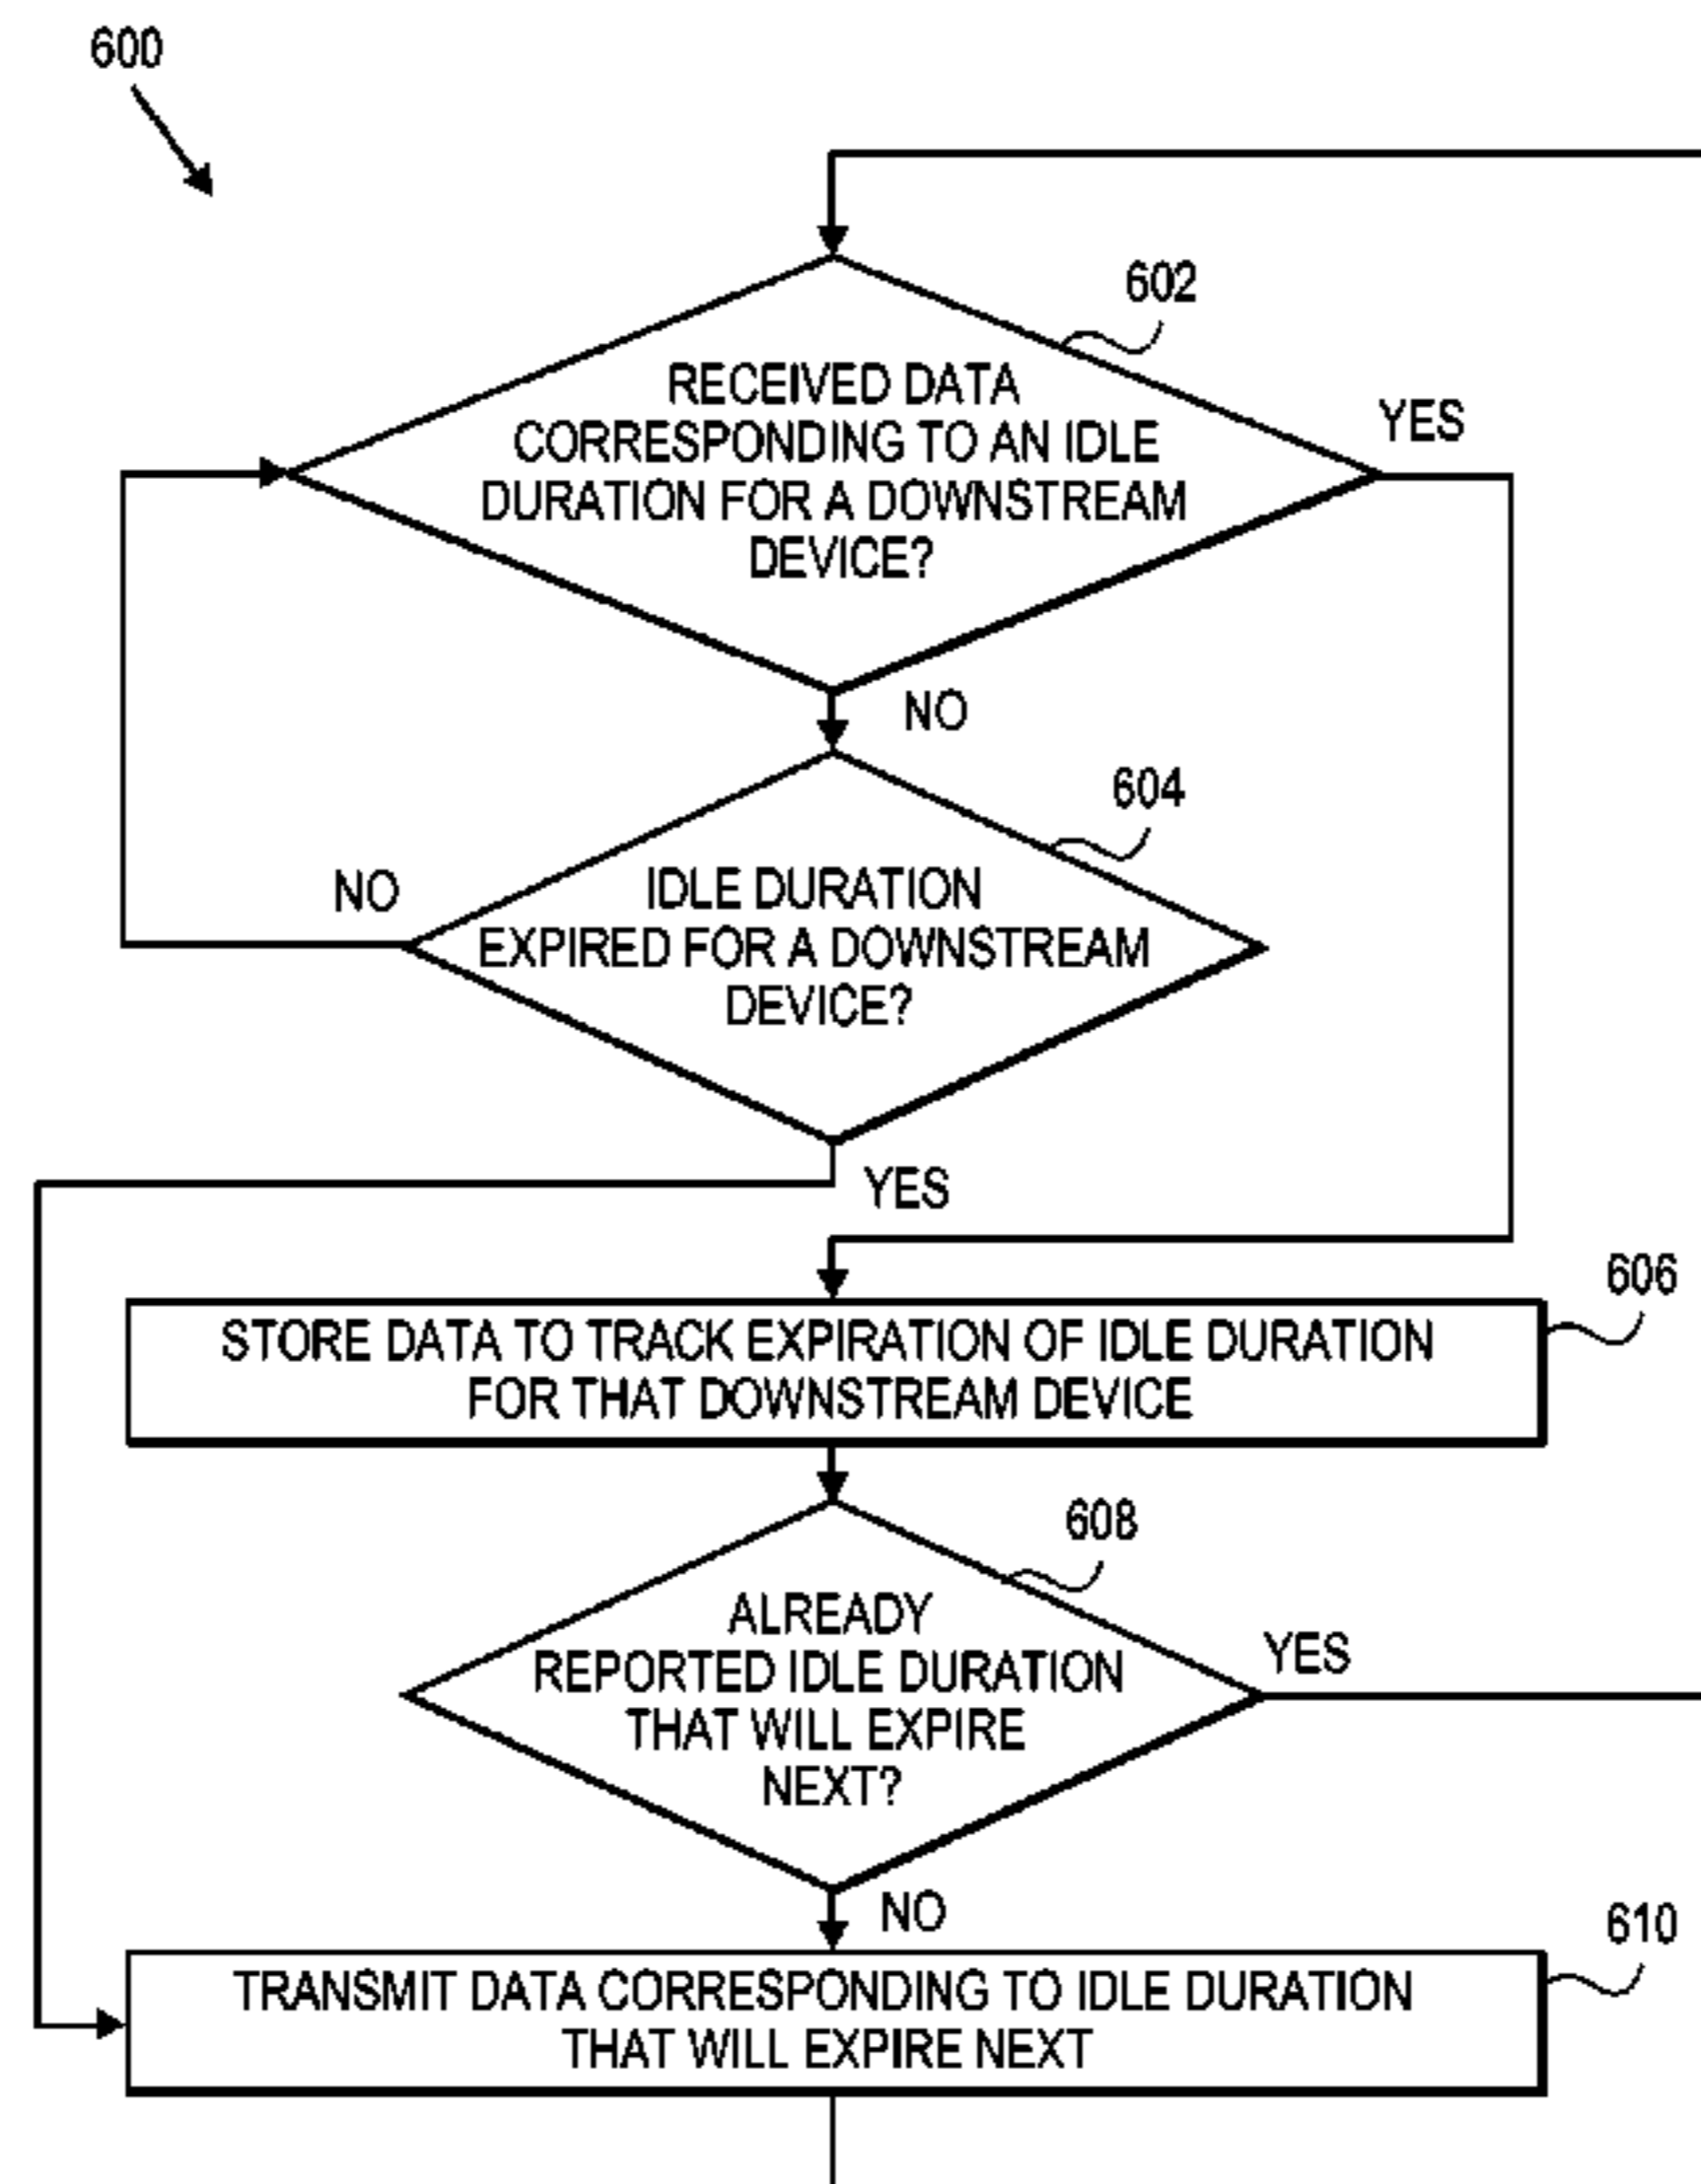 600
602
RECEIVED DATA
CORRESPONDING TO AN IDLE
DURATION FOR A DOWNSTREAM
DEVICE?
YES
NO
604
IDLE DURATION
EXPIRED FOR A DOWNSTREAM
DEVICE?
NO
YES
606
STORE DATA TO TRACK EXPIRATION OF IDLE DURATION
FOR THAT DOWNSTREAM DEVICE
608
ALREADY
REPORTED IDLE DURATION
THAT WILL EXPIRE
NEXT?
YES
NO
610
TRANSMIT DATA CORRESPONDING TO IDLE DURATION
THAT WILL EXPIRE NEXT